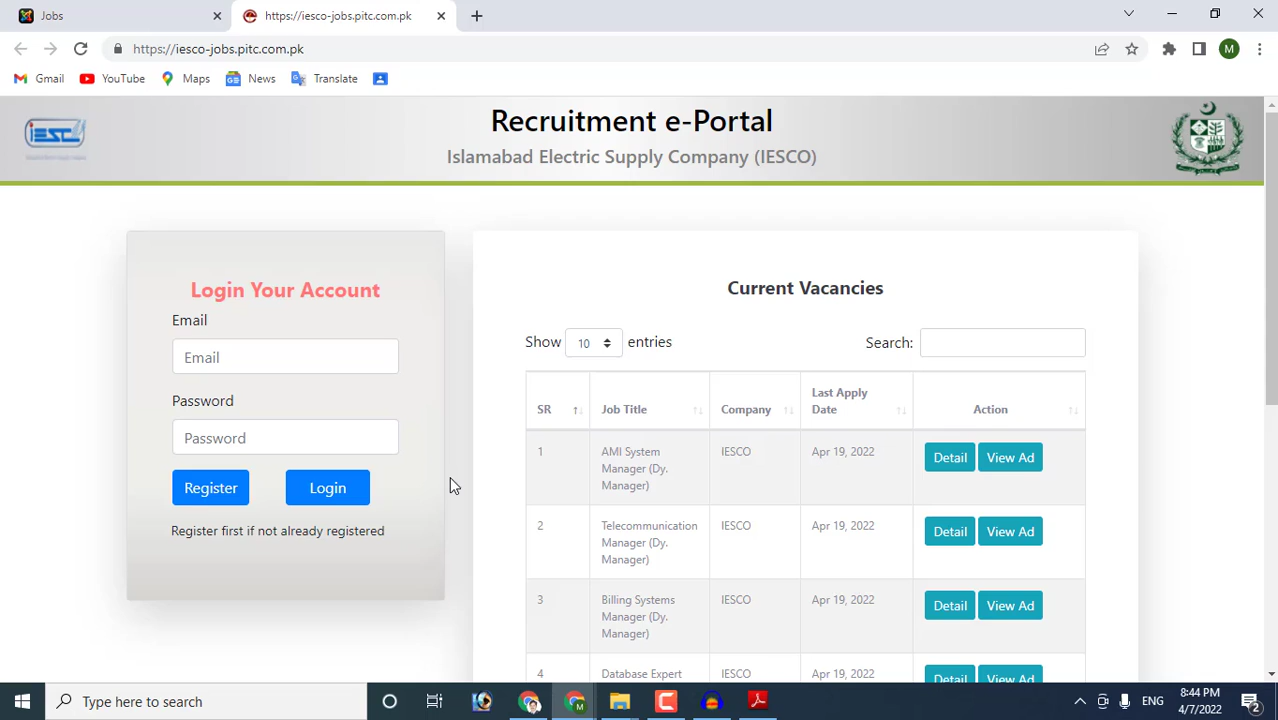 Jobs
https://iesco-jobs.pitc.com.pk
https://iesco-jobs.pitc.com.pk
M
Gmail
YouTube
Maps
News
Translate
IESCO
Recruitment e-Portal
Islamabad Electric Supply Company (IESCO)
Login Your Account
Email
Email
Password
Password
Register
Login
Register first if not already registered
Current Vacancies
Show 10 entries
Search:
SR Job Title Company Last Apply Date Action
1 AMI System Manager (Dy. Manager) IESCO Apr 19, 2022 Detail View Ad
2 Telecommunication Manager (Dy. Manager) IESCO Apr 19, 2022 Detail View Ad
3 Billing Systems Manager (Dy. Manager) IESCO Apr 19, 2022 Detail View Ad
4 Database Expert IESCO Apr 19, 2022 Detail View Ad
Type here to search
ENG
8:44 PM
4/7/2022
2